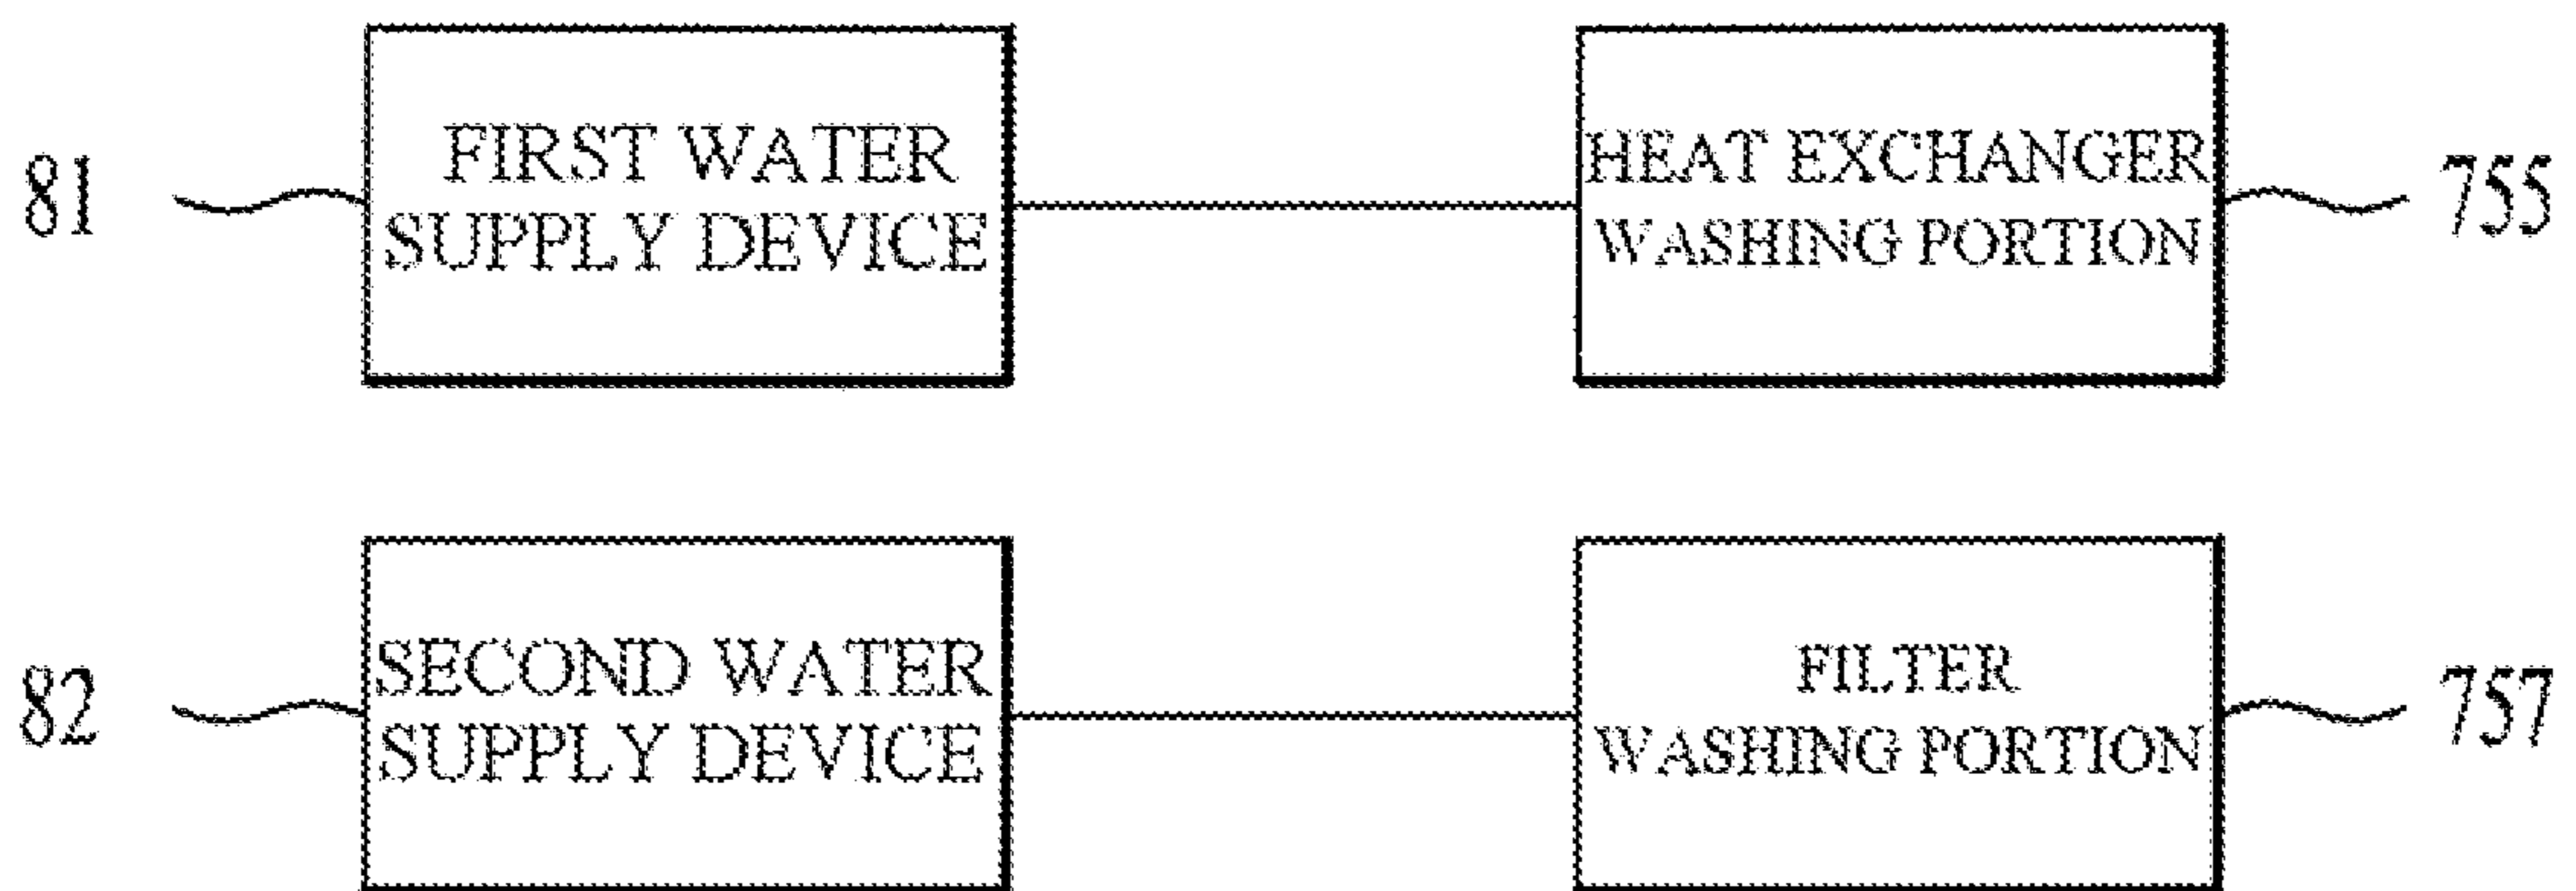 81
FIRST WATER
SUPPLY DEVICE
HEAT EXCHANGER
WASHING PORTION
755
82
SECOND WATER
SUPPLY DEVICE
FILTER
WASHING PORTION
757